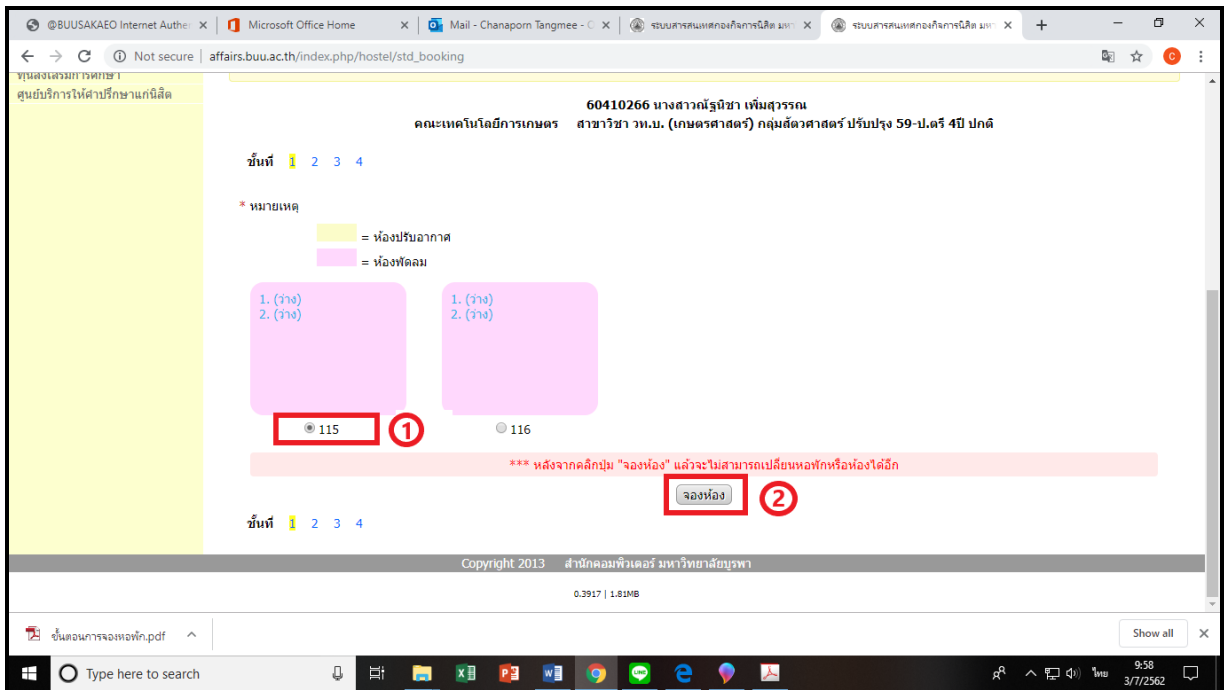 @BUUSAKAEO Internet Authe
Microsoft Office Home
Mail - Chanaporn Tangmee - C
ระบบสารสนเทศกองกิจการนิสิต มหา
ระบบสารสนเทศกองกิจการนิสิต มหา
Not secure
affairs.buu.ac.th/index.php/hostel/std_booking
C
ทุนส่งเสริมการศึกษา
ศูนย์บริการให้คำปรึกษาแก่นิสิต
60410266 นางสาวณัฐนิชา เพิ่มสุวรรณ
คณะเทคโนโลยีการเกษตร สาขาวิชา วท.บ. (เกษตรศาสตร์) กลุ่มสัตวศาสตร์ ปรับปรุง 59-ป.ตรี 4ปี ปกติ
ชั้นที่ 1 2 3 4
* หมายเหตุ
= ห้องปรับอากาศ
= ห้องพัดลม
1. (ว่าง)
2. (ว่าง)
1. (ว่าง)
2. (ว่าง)
115
1
116
*** หลังจากคลิกปุ่ม "จองห้อง" แล้วจะไม่สามารถเปลี่ยนหอพักหรือห้องได้อีก
จองห้อง
2
ชั้นที่ 1 2 3 4
Copyright 2013 สำนักคอมพิวเตอร์ มหาวิทยาลัยบูรพา
0.3917 | 1.81MB
ขั้นตอนการจองหอพัก.pdf
Show all
Type here to search
ไทย
9:58
3/7/2562